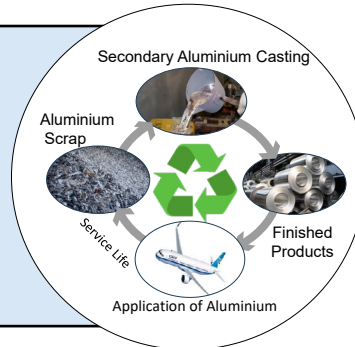 Secondary Aluminium Casting
Aluminium
Scrap
Service Life
Finished
Products
Application of Aluminium